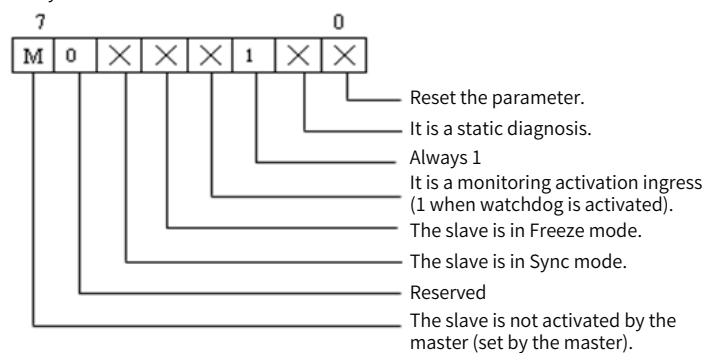 7 0
M 0 X X X 1 X X
Reset the parameter.
It is a static diagnosis.
Always 1
It is a monitoring activation ingress
(1 when watchdog is activated).
The slave is in Freeze mode.
The slave is in Sync mode.
Reserved
The slave is not activated by the
master (set by the master).